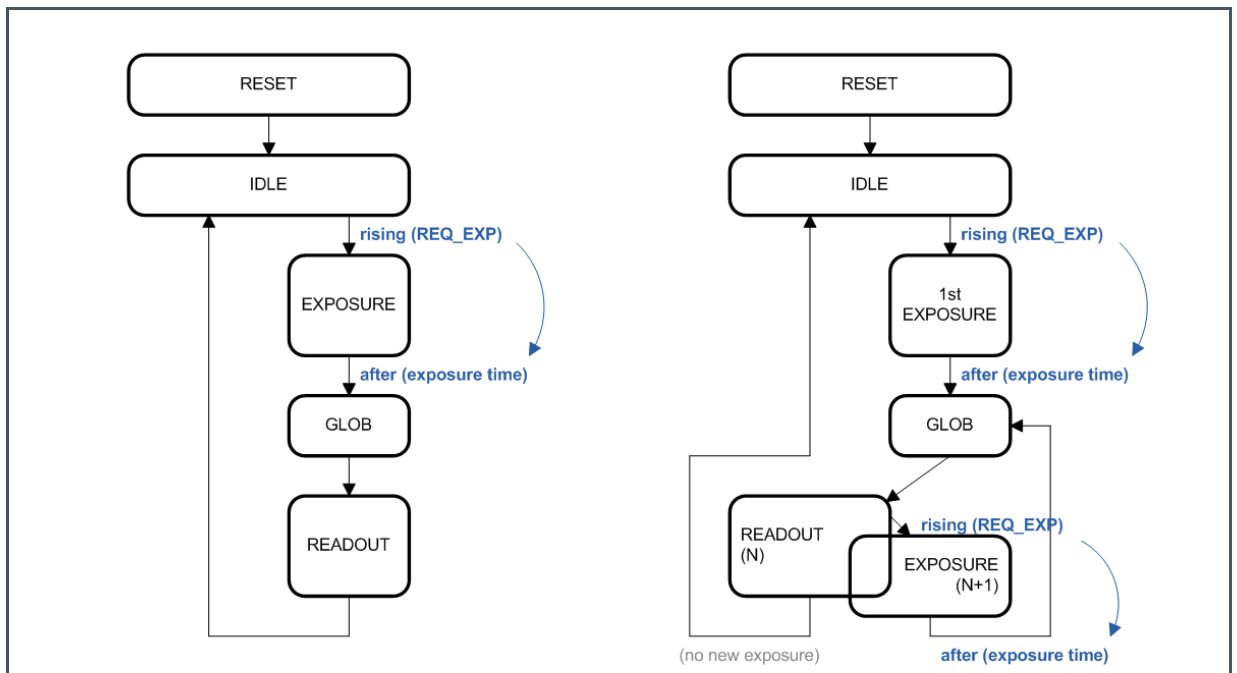 RESET
IDLE
rising (REQ_EXP)
EXPOSURE
after (exposure time)
GLOB
READOUT
RESET
IDLE
rising (REQ_EXP)
1st
EXPOSURE
after (exposure time)
GLOB
READOUT
(N)
rising (REQ_EXP)
EXPOSURE
(N+1)
(no new exposure)
after (exposure time)